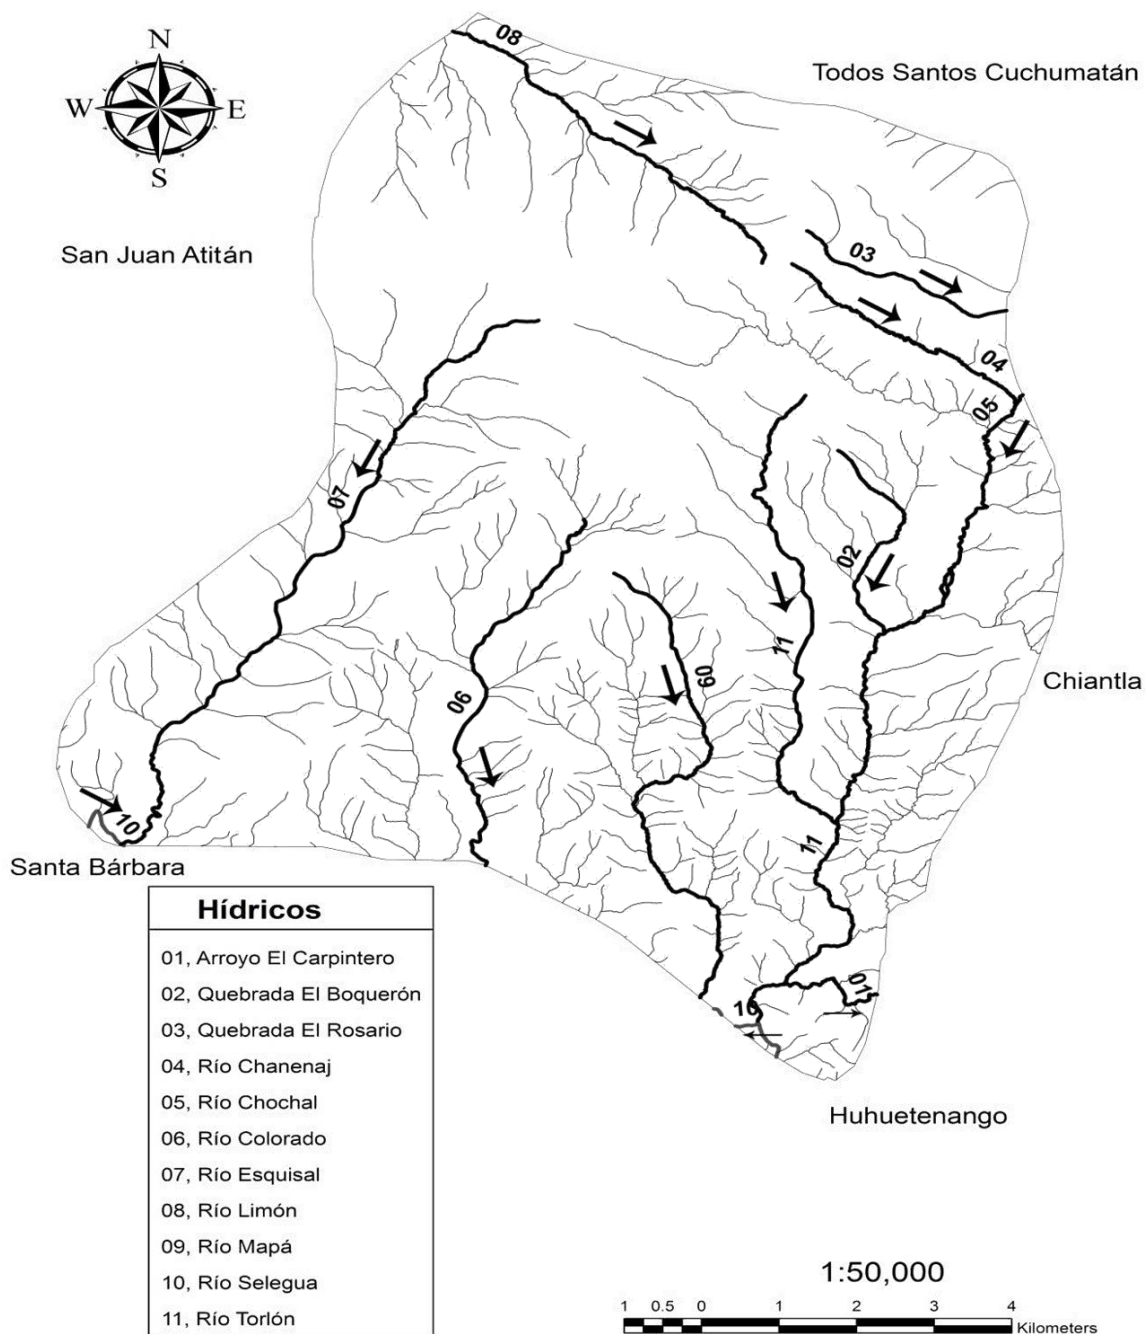 N
W
E
S
08
Todos Santos Cuchumatán
San Juan Atitán
03
04
05
07
02
11
09
06
Chiantla
10
11
Santa Bárbara
01
10
Huhuetenango
Hídricos
01, Arroyo El Carpintero
02, Quebrada El Boquerón
03, Quebrada El Rosario
04, Río Chanenaj
05, Río Chochal
06, Río Colorado
07, Río Esquisal
08, Río Limón
09, Río Mapá
10, Río Selegua
11, Río Torlón
1:50,000
1 0.5 0 1 2 3 4
Kilometers